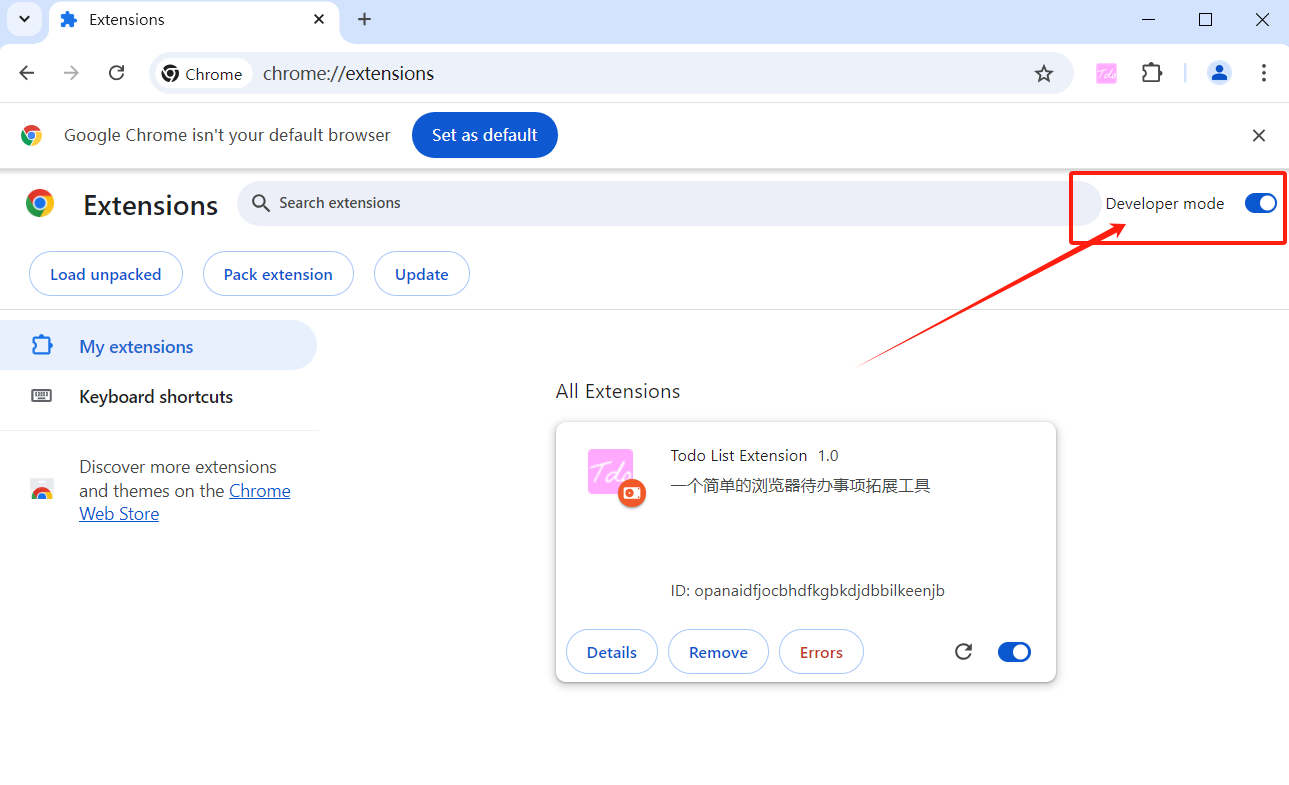 Extensions
Chrome
chrome://extensions
Tdo
Google Chrome isn't your default browser
Set as default
Extensions
Search extensions
Developer mode
Load unpacked
Pack extension
Update
My extensions
Keyboard shortcuts
Discover more extensions
and themes on the Chrome
Web Store
All Extensions
Tdo
Todo List Extension 1.0
一个简单的浏览器待办事项拓展工具
ID: opanaidfjocbhdfkgbkdjdbbilkeenjb
Details
Remove
Errors